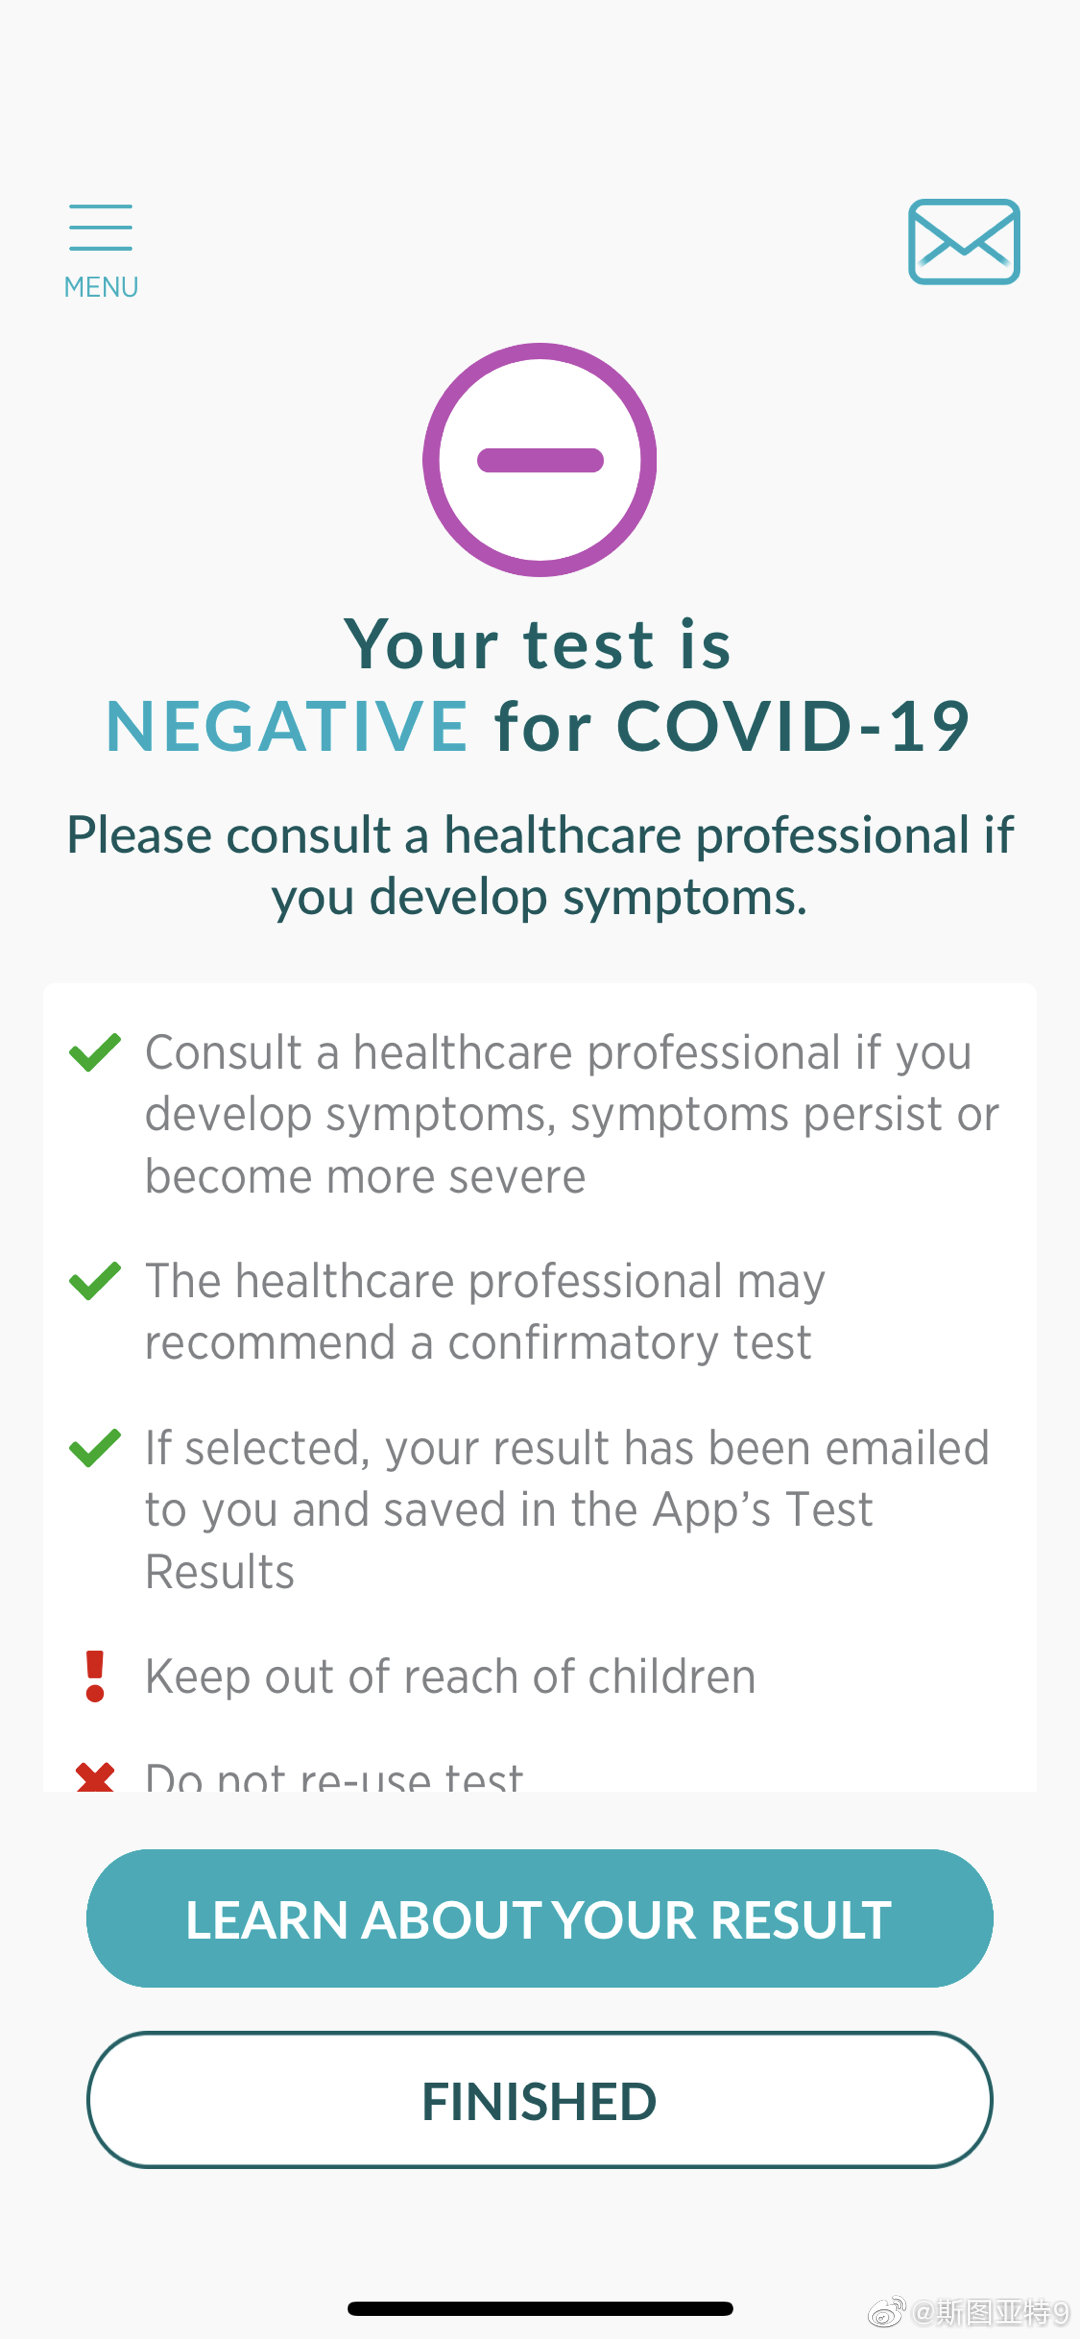 MENU
Your test is
NEGATIVE for COVID-19
Please consult a healthcare professional if
you develop symptoms.
Consult a healthcare professional if you
develop symptoms, symptoms persist or
become more severe
The healthcare professional may
recommend a confirmatory test
If selected, your result has been emailed
to you and saved in the App’s Test
Results
Keep out of reach of children
Do not re-use test
LEARN ABOUT YOUR RESULT
FINISHED
@斯图亚特9